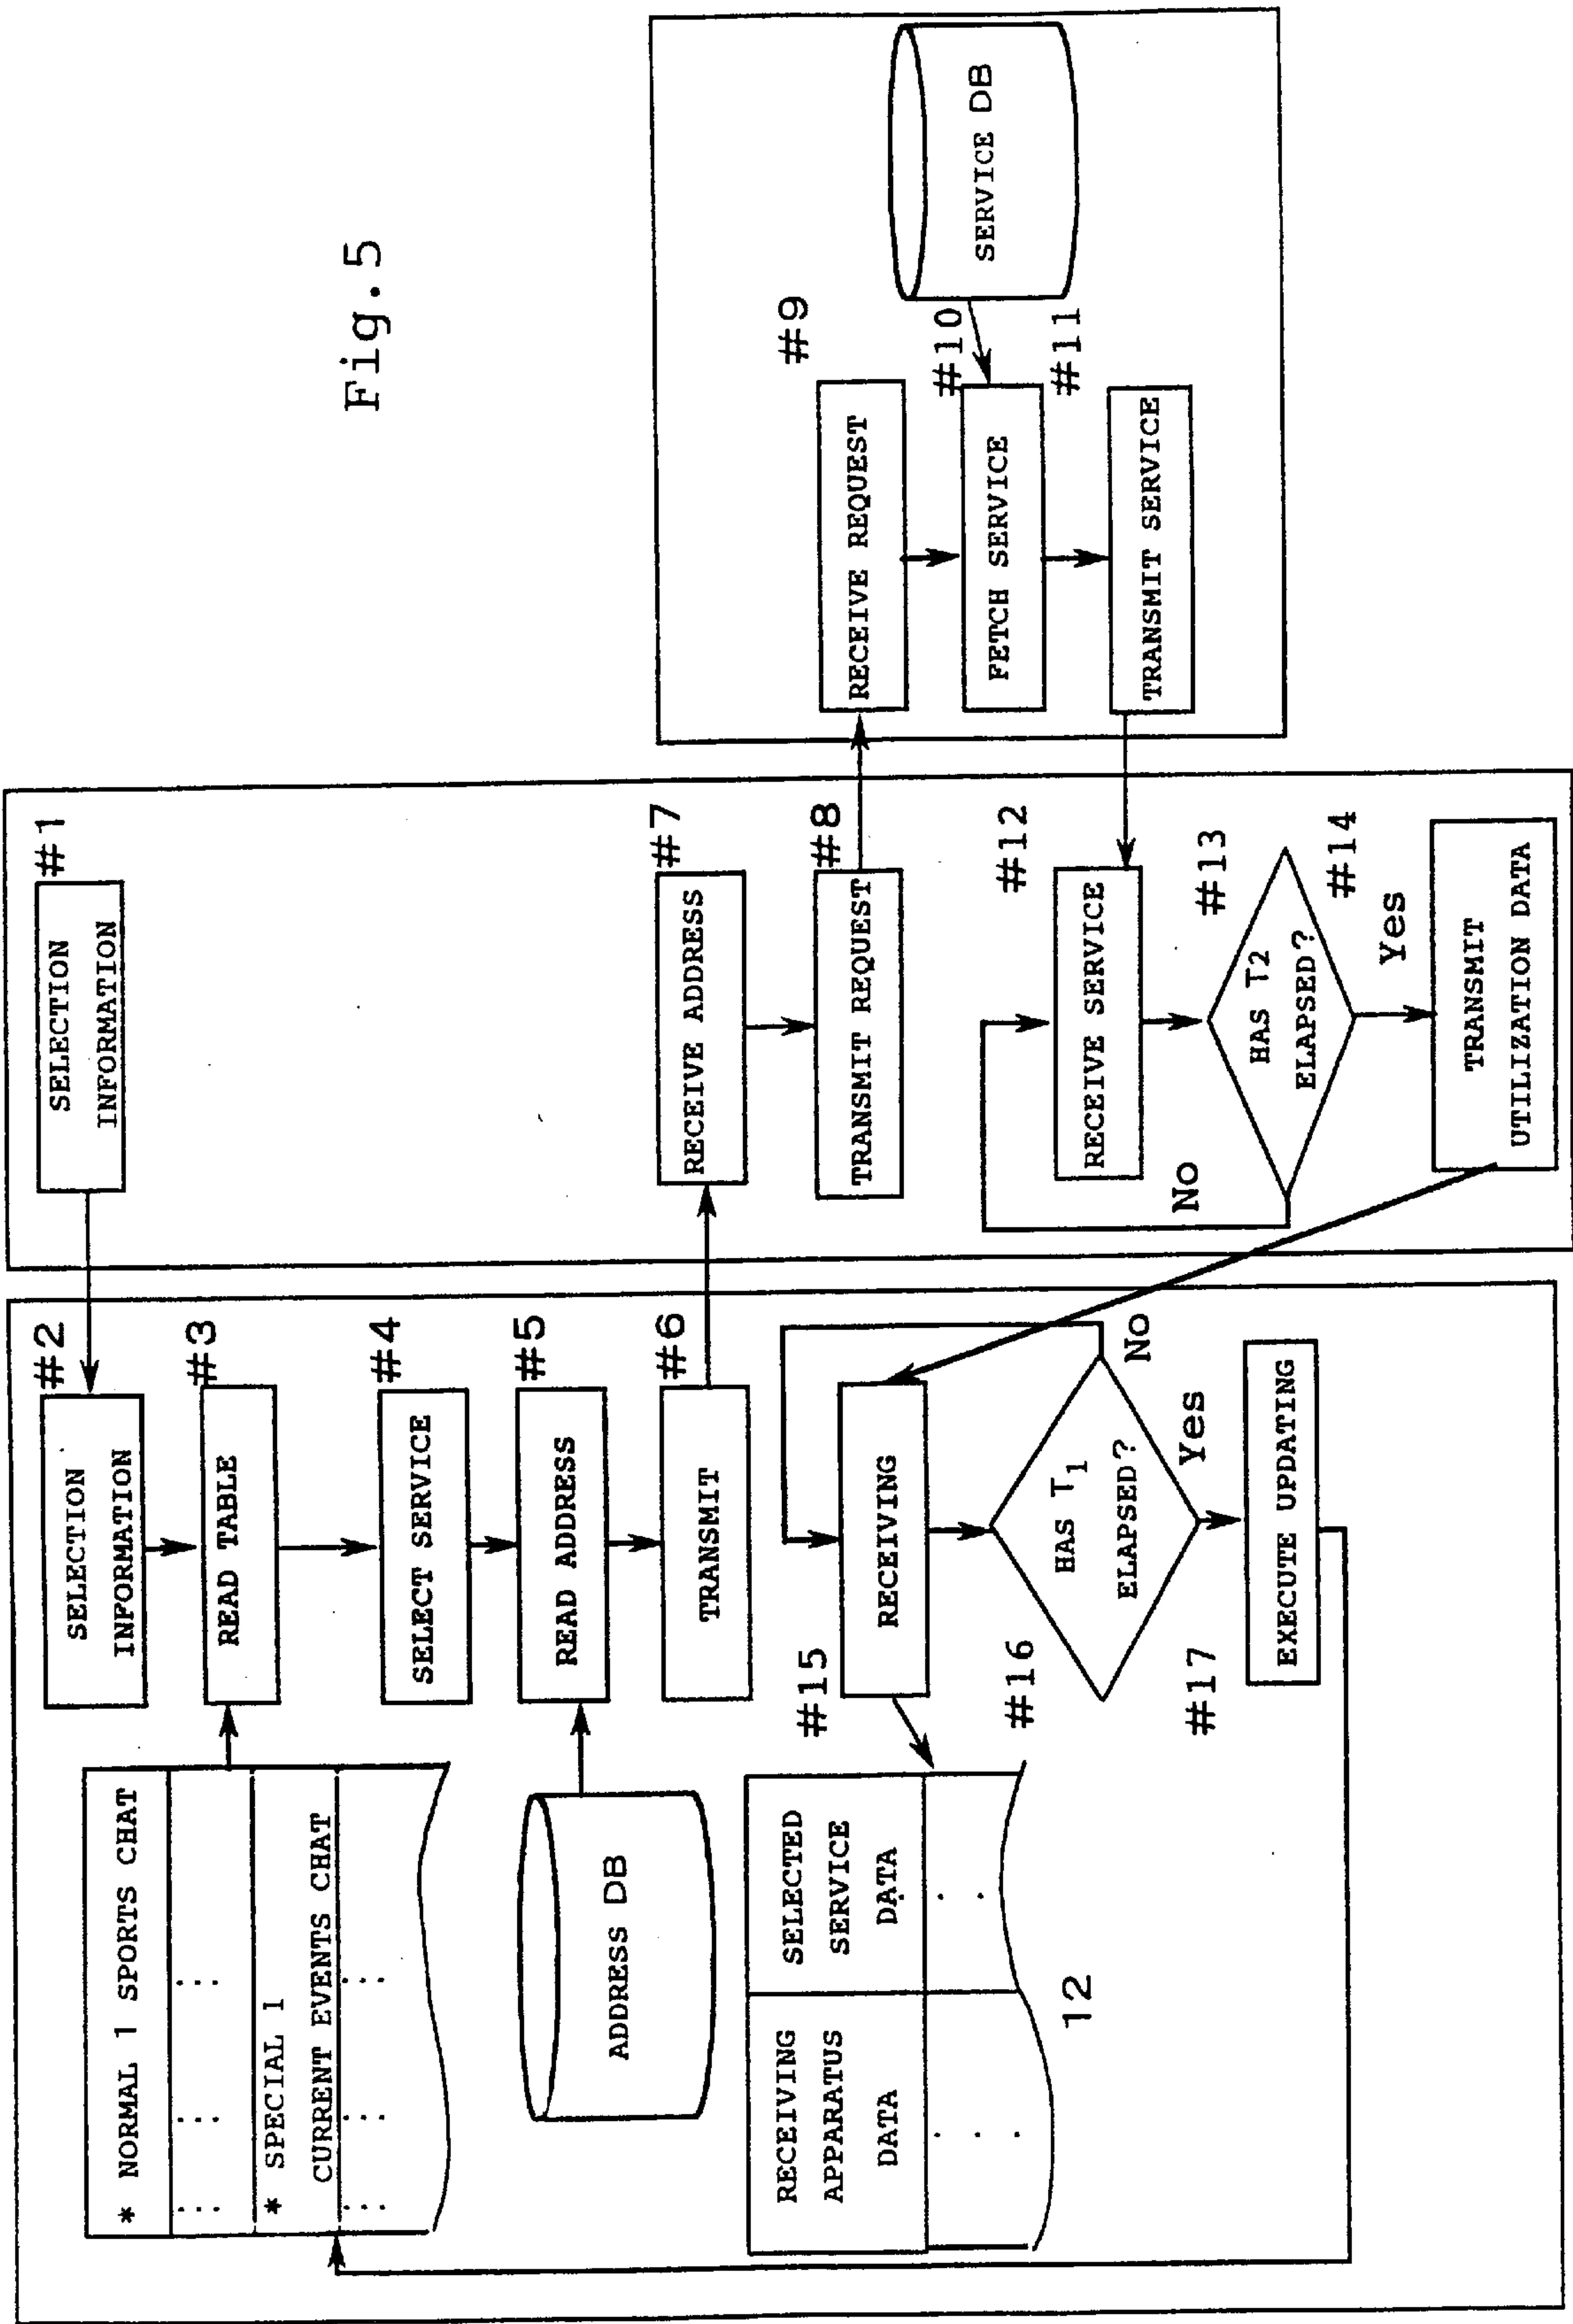 Fig.5
* NORMAL 1 SPORTS CHAT
... ... ...
* SPECIAL 1
CURRENT EVENTS CHAT
... ... ...
#2
SELECTION
INFORMATION
#3
READ TABLE
#4
SELECT SERVICE
#5
READ ADDRESS
ADDRESS DB
#6
TRANSMIT
#15
RECEIVING
RECEIVING
APPARATUS
DATA
SELECTED
SERVICE
DATA
12
#16
HAS T1
ELAPSED?
No
Yes
#17
EXECUTE UPDATING
#1
SELECTION
INFORMATION
#7
RECEIVE ADDRESS
#8
TRANSMIT REQUEST
#12
RECEIVE SERVICE
#13
HAS T2
ELAPSED?
No
Yes
#14
TRANSMIT
UTILIZATION DATA
#9
RECEIVE REQUEST
#10
FETCH SERVICE
#11
TRANSMIT SERVICE
SERVICE DB